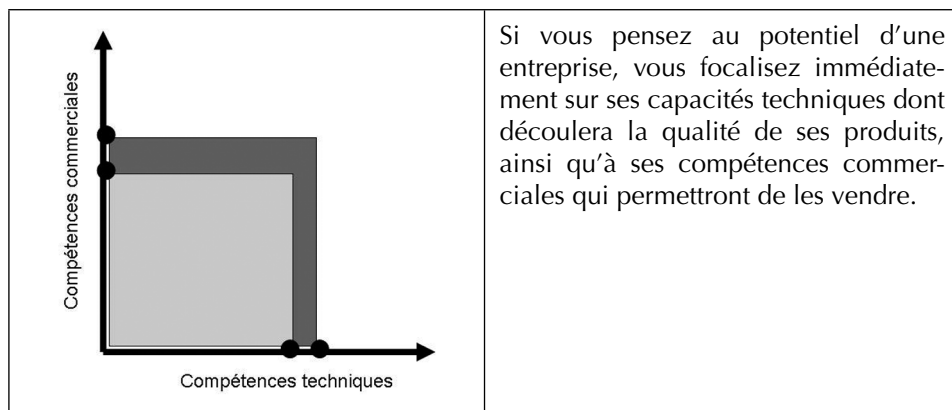 Compétences commerciales
Compétences techniques
Si vous pensez au potentiel d’une
entreprise, vous focalisez immédiate-
ment sur ses capacités techniques dont
découlera la qualité de ses produits,
ainsi qu’à ses compétences commer-
ciales qui permettront de les vendre.